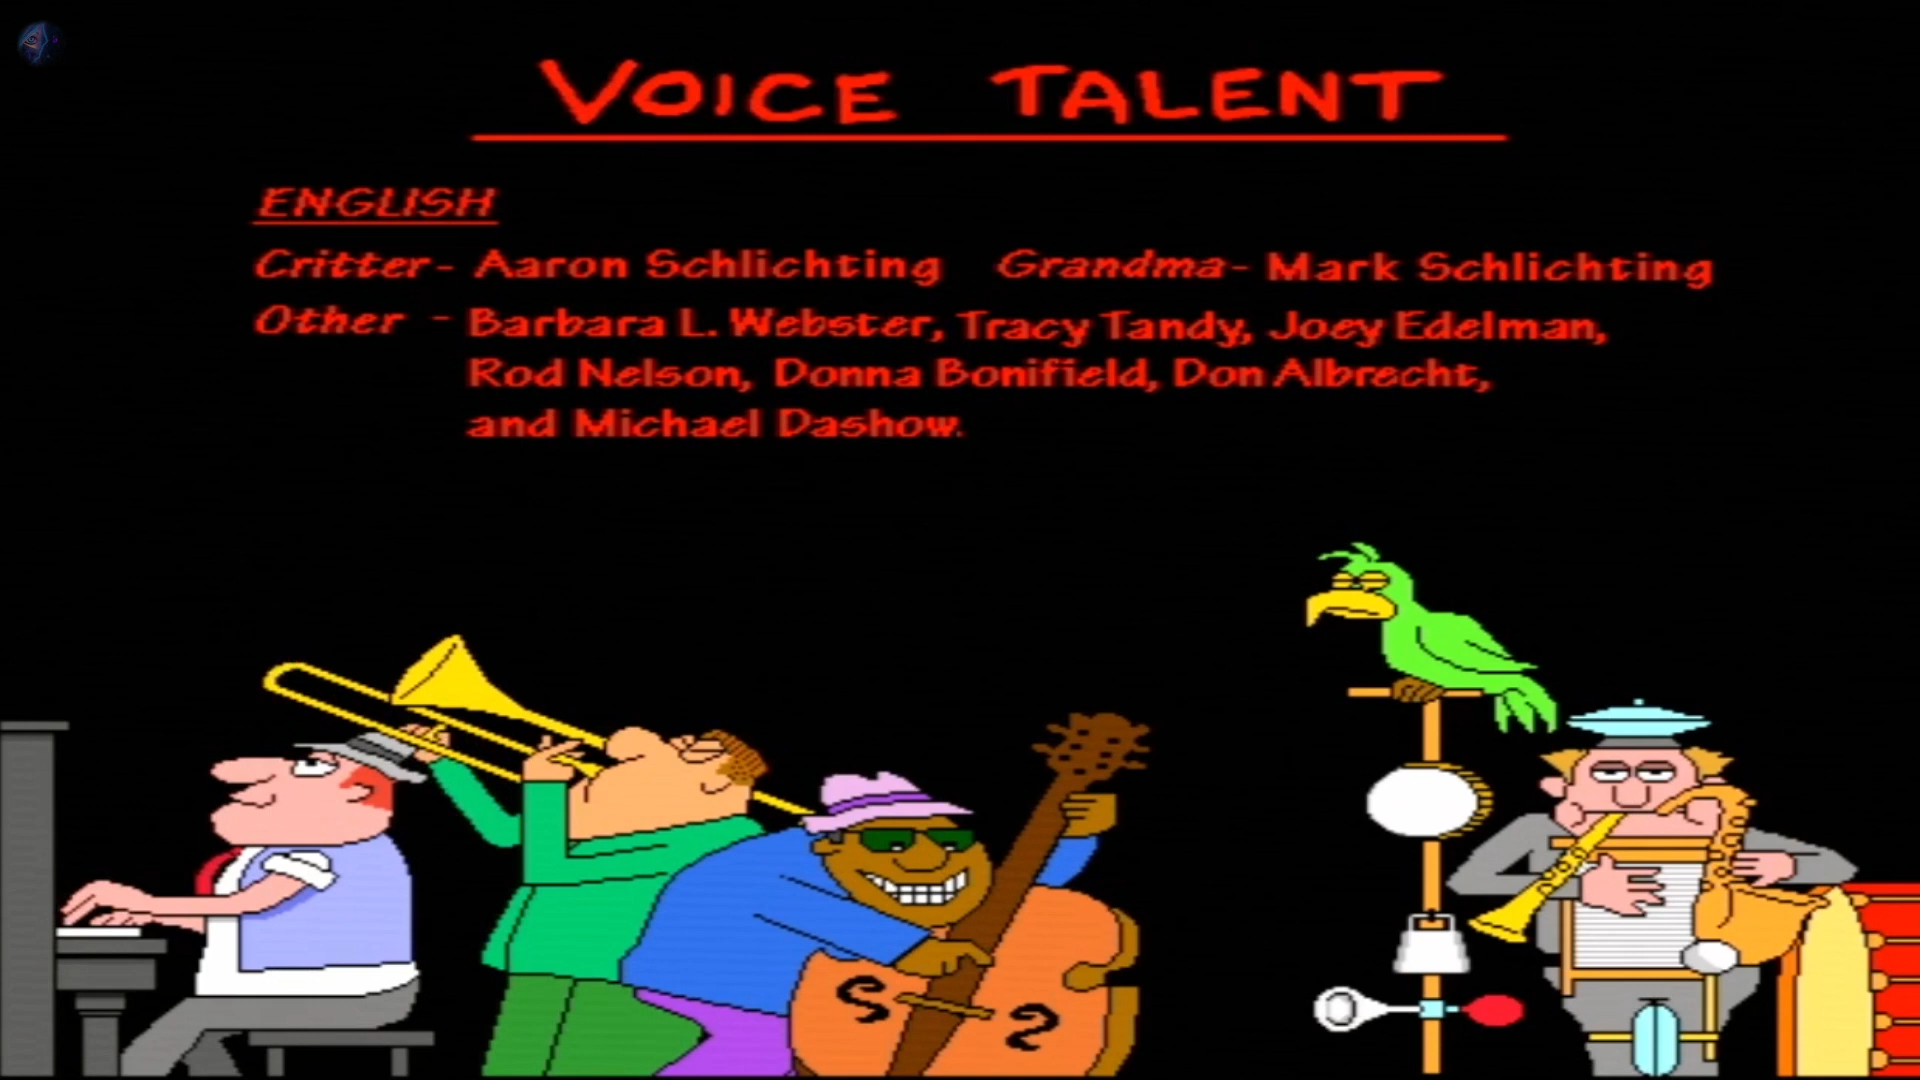 VOICE TALENT
ENGLISH
Critter - Aaron Schlichting Grandma - Mark Schlichting
Other - Barbara L. Webster, Tracy Tandy, Joey Edelman,
Rod Nelson, Donna Bonifield, Don Albrecht,
and Michael Dashow.